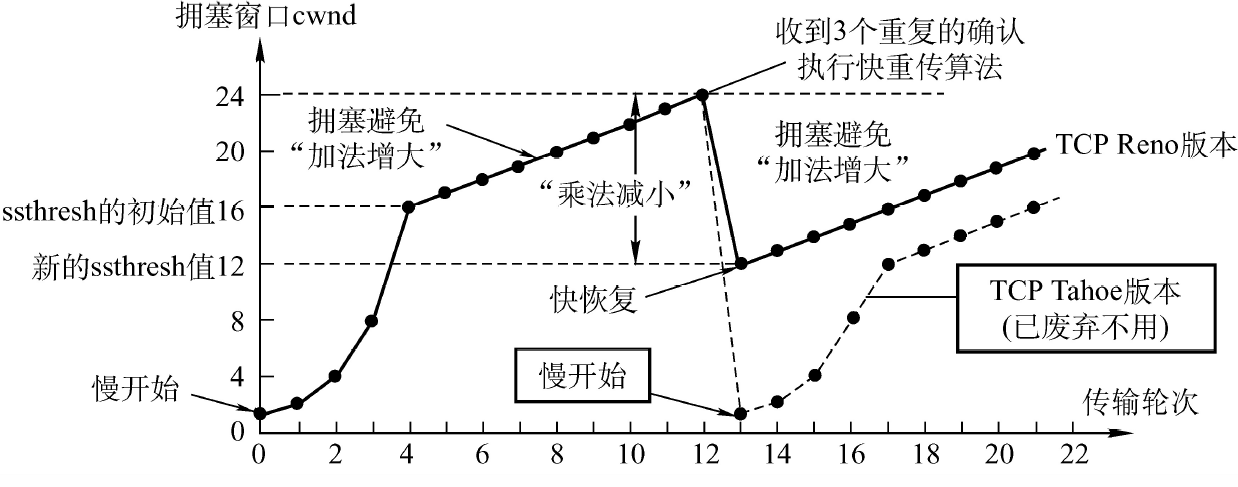 拥塞窗口cwnd
收到3个重复的确认
执行快重传算法
24
拥塞避免
“加法增大”
拥塞避免
“加法增大”
20
TCP Reno版本
“乘法减小”
ssthresh的初始值16
新的ssthresh值12
快恢复
TCP Tahoe版本
(已废弃不用)
8
慢开始
4
慢开始
传输轮次
0
0 2 4 6 8 10 12 14 16 18 20 22